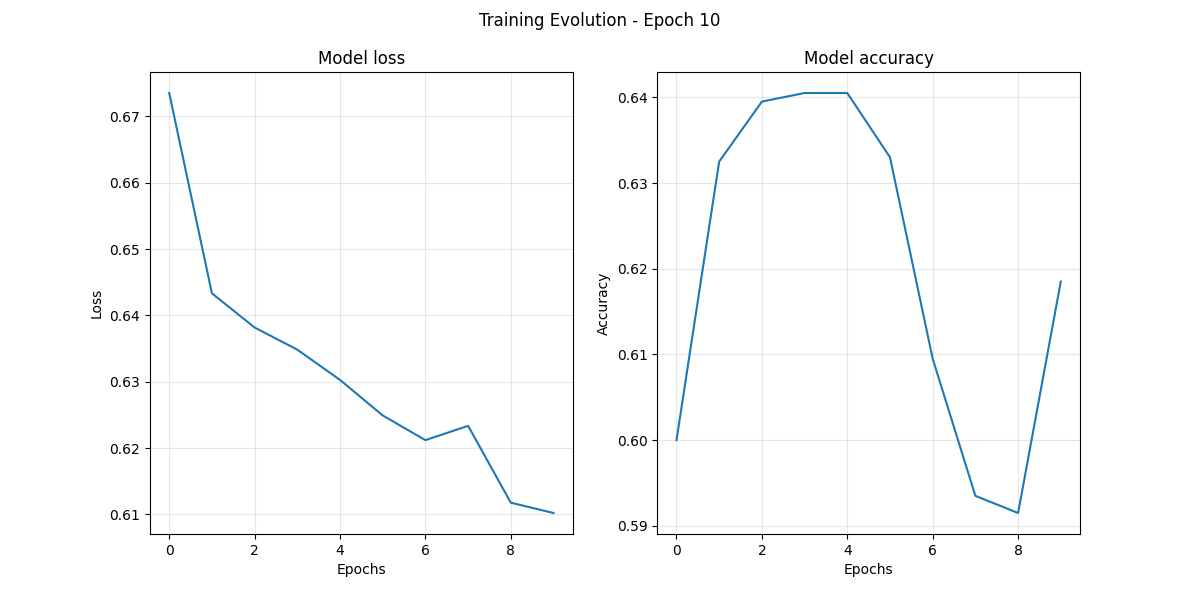 Training Evolution - Epoch 10
Model loss
0.67
0.66
0.65
0.64
0.63
0.62
0.61
Loss
0 2 4 6 8
Epochs
Model accuracy
0.64
0.63
0.62
0.61
0.60
0.59
Accuracy
0 2 4 6 8
Epochs